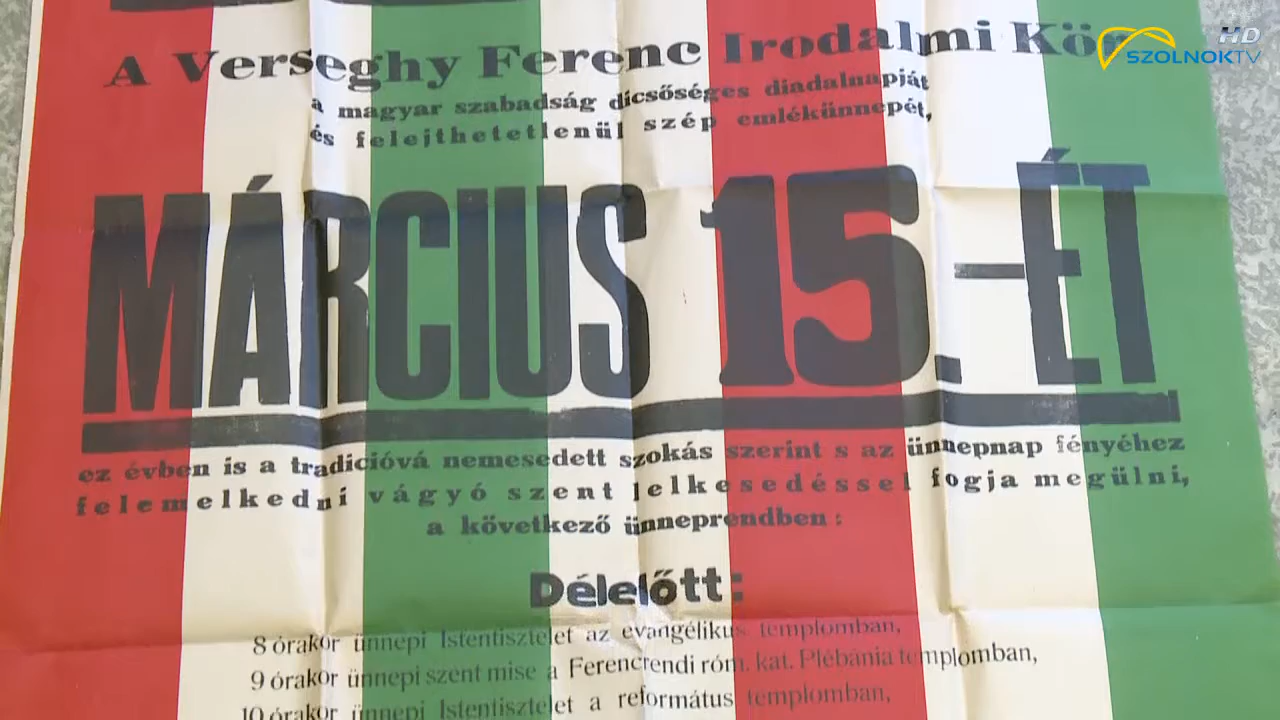 HD
SZOLNOKTV
A Verseghy Ferenc Irodalmi Kör
a magyar szabadság dicsőséges diadalnapját
és felejthetetlenül szép emlékünnepét,
MÁRCIUS 15.-ÉT
ez évben is a tradicióvá nemesedett szokás szerint s az ünnepnap fényéhez
felemelkedni vágyó szent lelkesedéssel fogja megülni,
a következő ünneprendben:
Délelőtt:
8 órakor ünnepi Istentisztelet az evangélikus templomban,
9 órakor ünnepi szent mise a Ferencrendi róm. kat. Plébánia templomban,
10 órakor ünnepi Istentisztelet a református templomban,